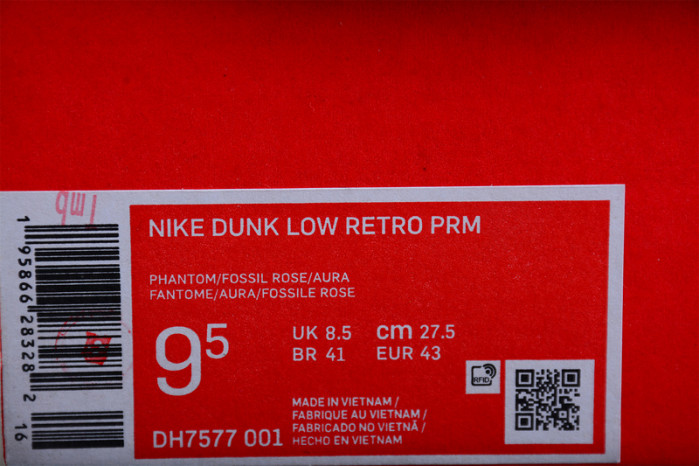 NIKE DUNK LOW RETRO PRM
PHANTOM/FOSSIL ROSE/AURA
FANTOME/AURA/FOSSILE ROSE
9⁵
UK 8.5 cm 27.5
BR 41 EUR 43
RFID
MADE IN VIETNAM /
FABRIQUE AU VIETNAM /
FABRICADO NO VIETNÃ /
HECHO EN VIETNAM
DH7577 001
1 95866 28328 2
16